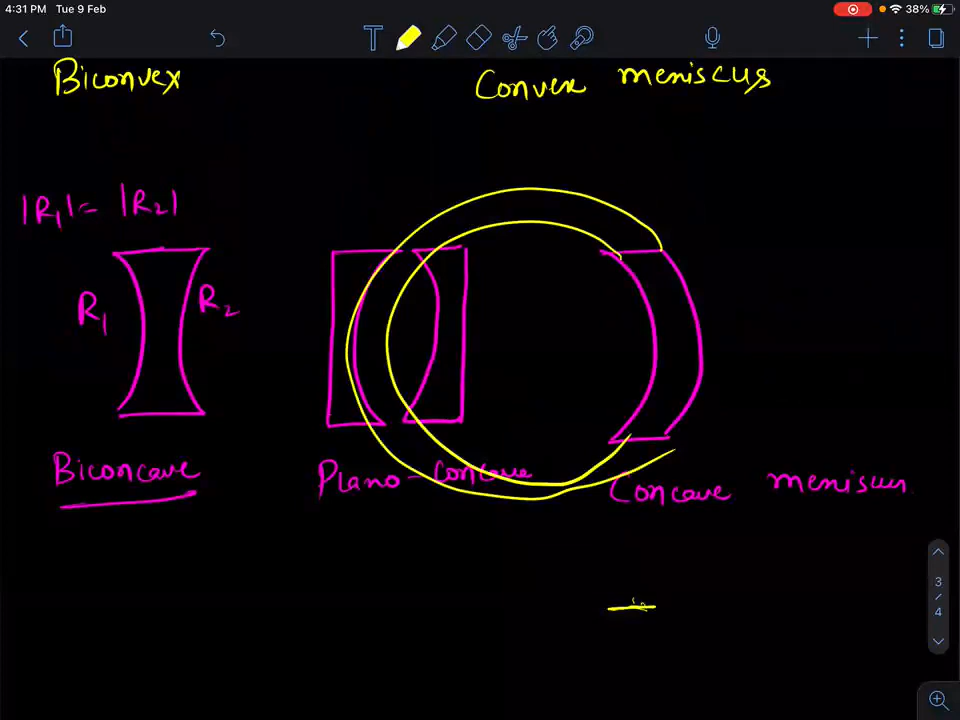 4:31 PM Tue 9 Feb 38%
T
Biconvex Convex meniscus
|R₁| = |R₂|
R₁ R₂
Biconcave Plano-Concave Concave meniscus
3
/
4